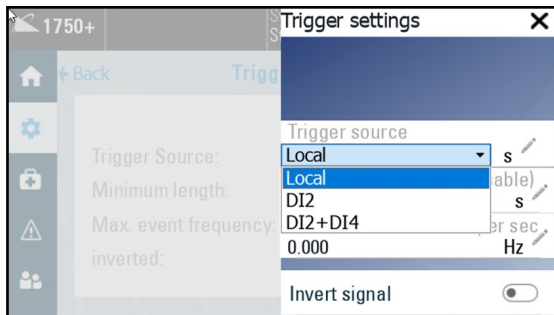 1750+
Trigger settings
Back
Trigg
Trigger source
Local
s
Trigger Source:
Local
able)
Minimum length:
DI2
s
Max. event frequency:
DI2+DI4
er sec.
0.000
Hz
inverted:
Invert signal